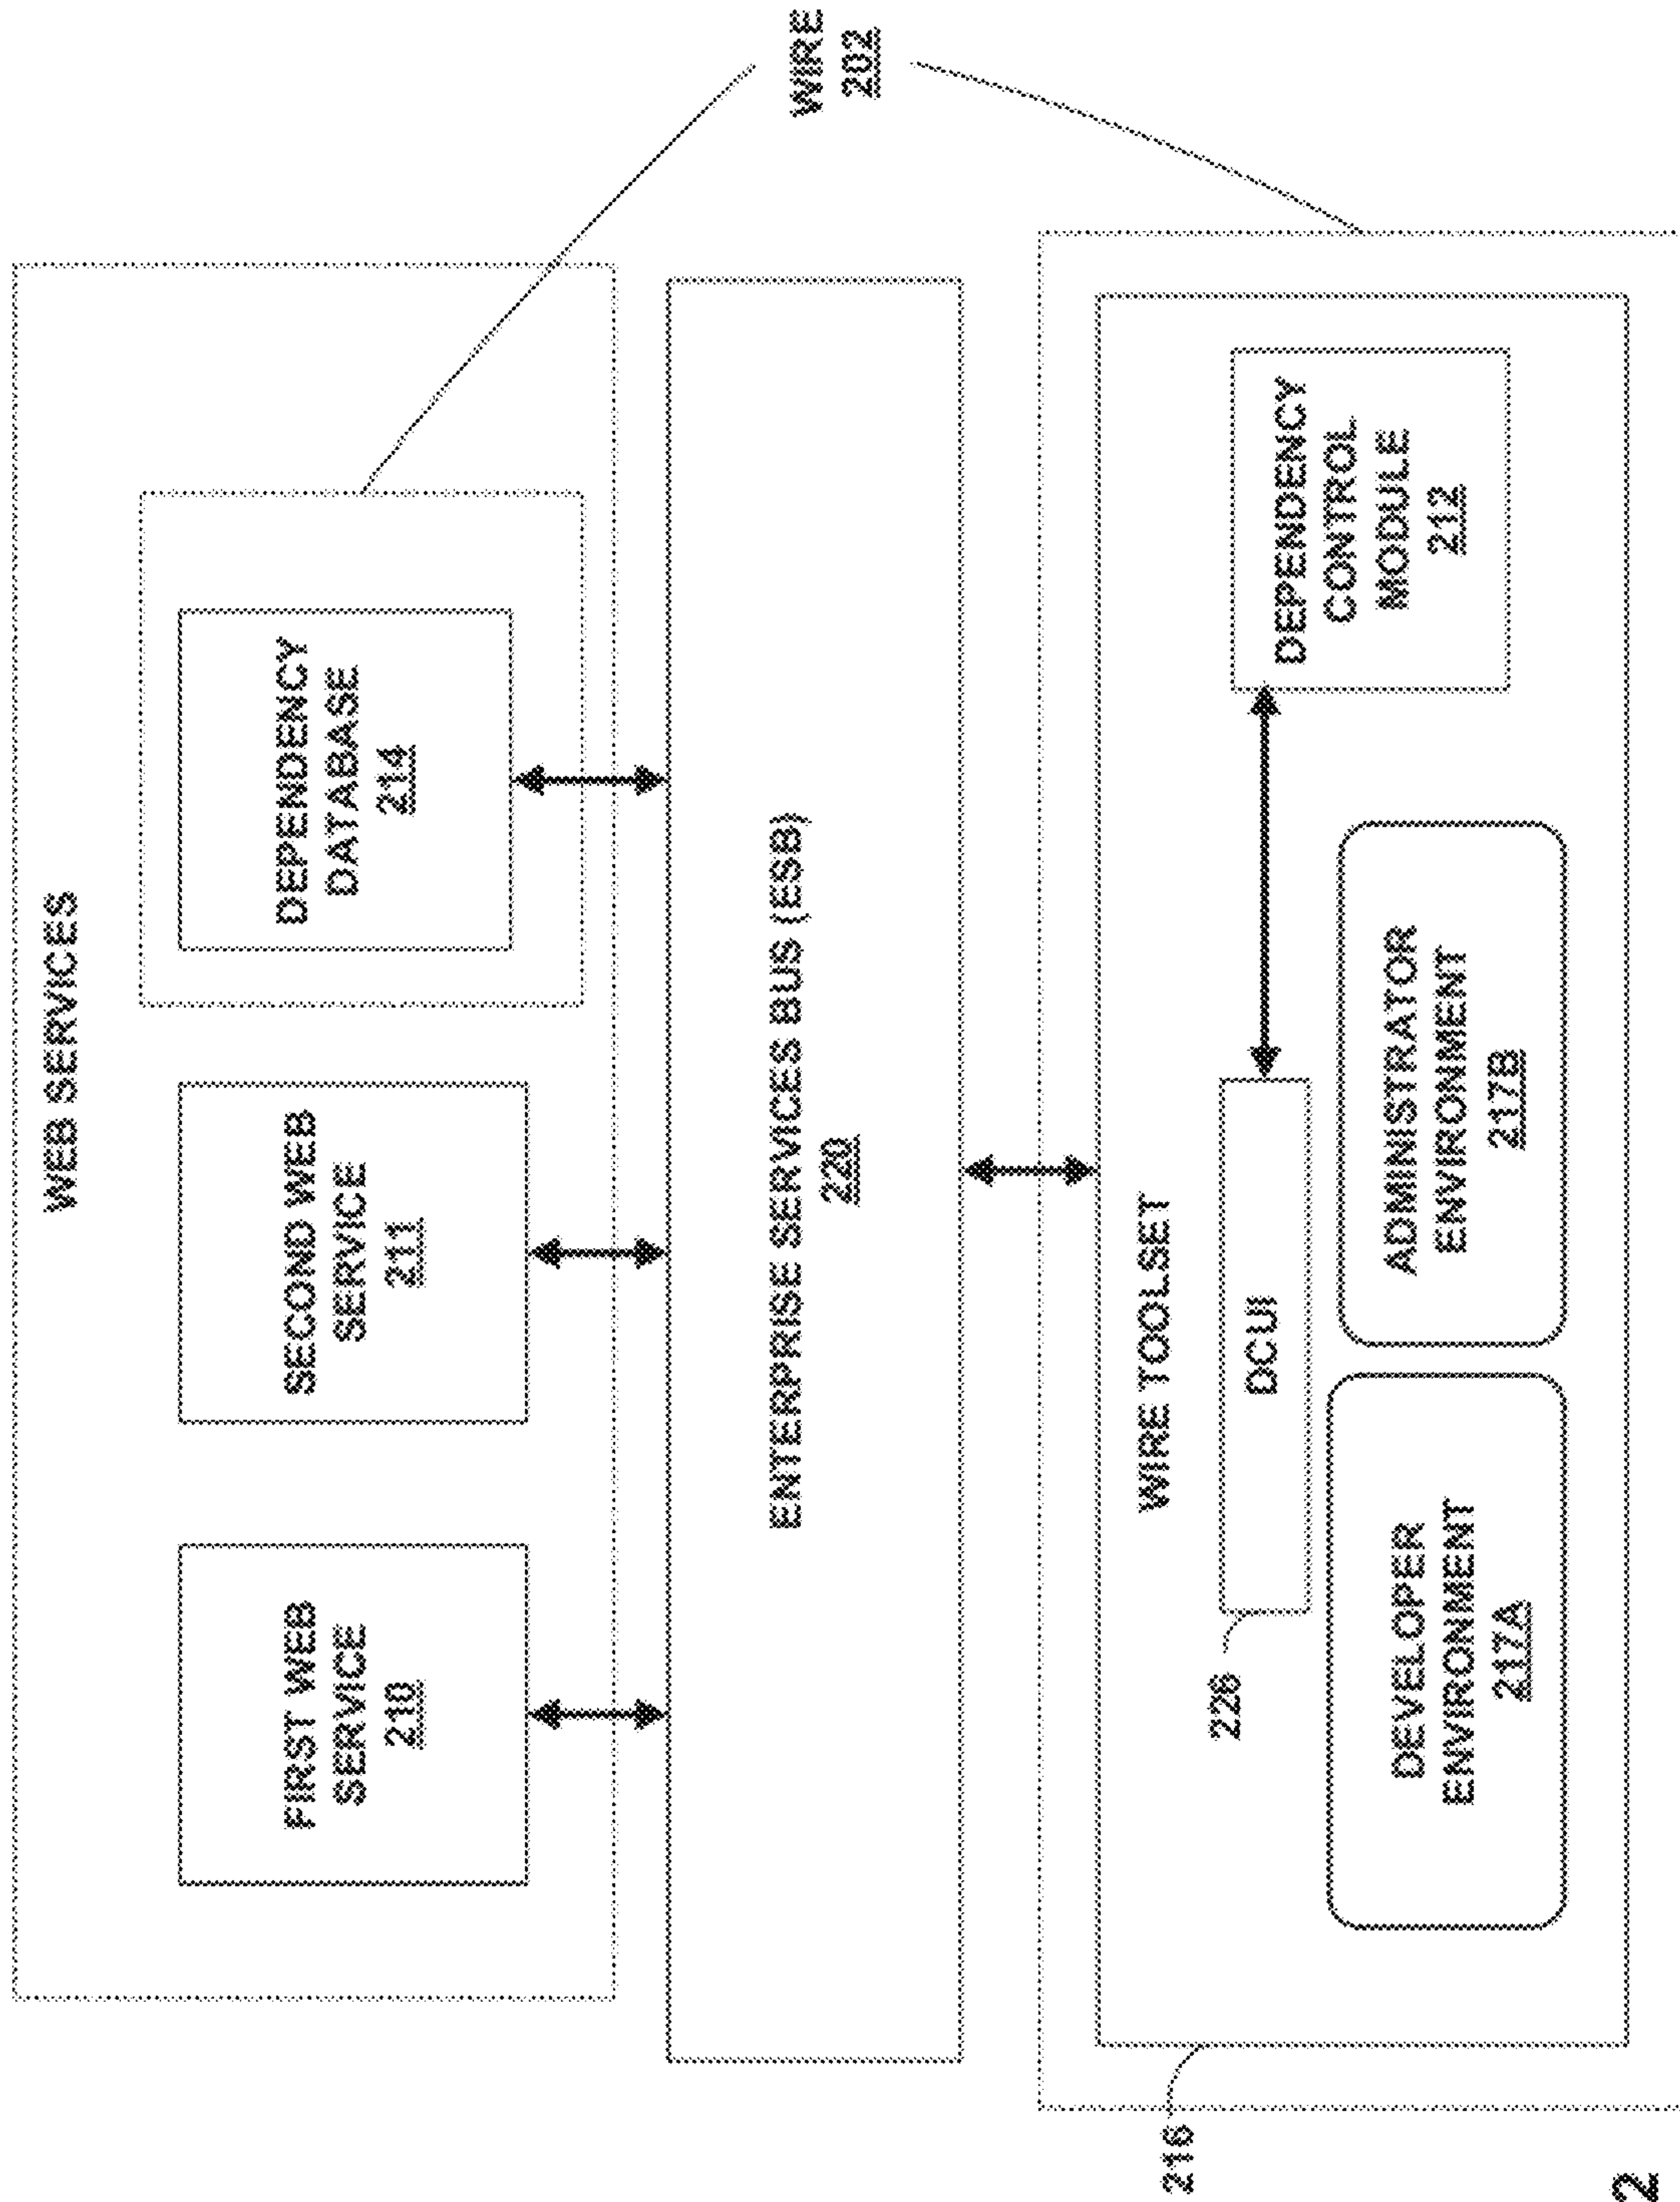 WEB SERVICES
FIRST WEB
SERVICE
210
SECOND WEB
SERVICE
211
DEPENDENCY
DATABASE
214
WIRE
202
ENTERPRISE SERVICES BUS (ESB)
220
216
WIRE TOOLSET
226
DCUI
DEPENDENCY
CONTROL
MODULE
212
DEVELOPER
ENVIRONMENT
217A
ADMINISTRATOR
ENVIRONMENT
217B
2